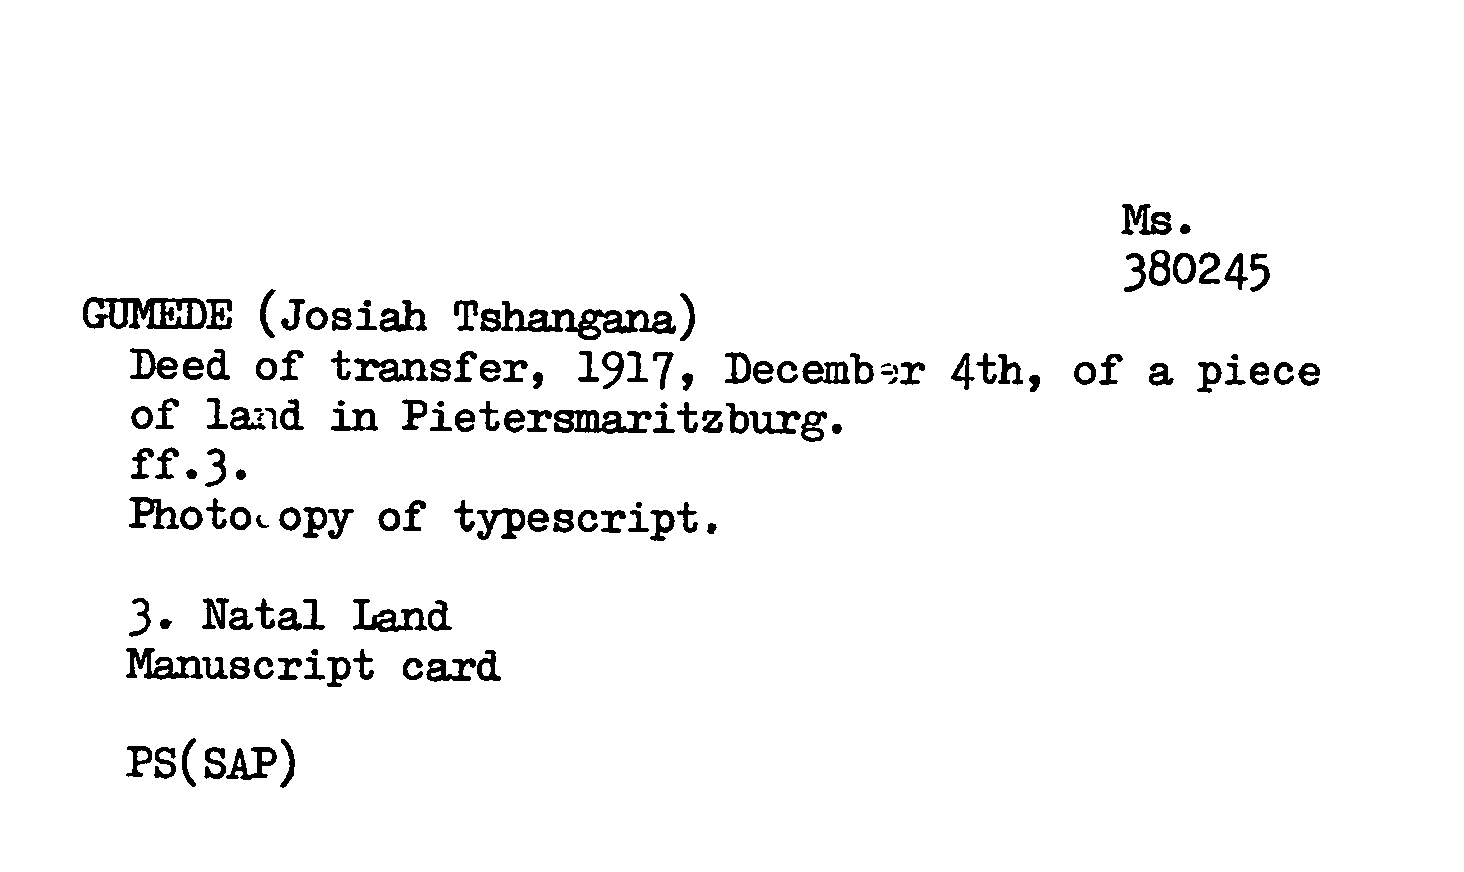 Ms.
380245
GUMEDE (Josiah Tshangana)
Deed of transfer, 1917, December 4th, of a piece
of land in Pietersmaritzburg.
ff.3.
Photocopy of typescript.
3. Natal Land
Manuscript card
PS(SAP)